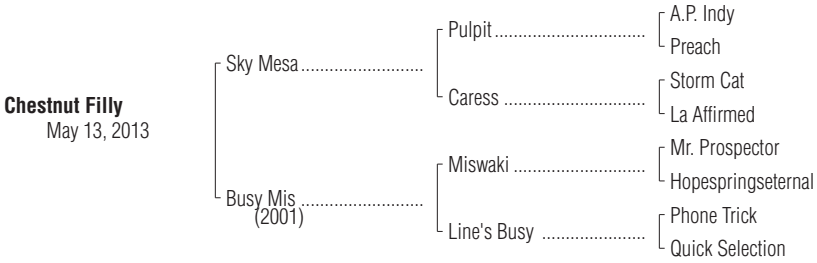 A.P. Indy
Pulpit
Preach
Sky Mesa
Storm Cat
Caress
La Affirmed
Chestnut Filly
May 13, 2013
Mr. Prospector
Miswaki
Hopespringseternal
Busy Mis
(2001)
Phone Trick
Line's Busy
Quick Selection